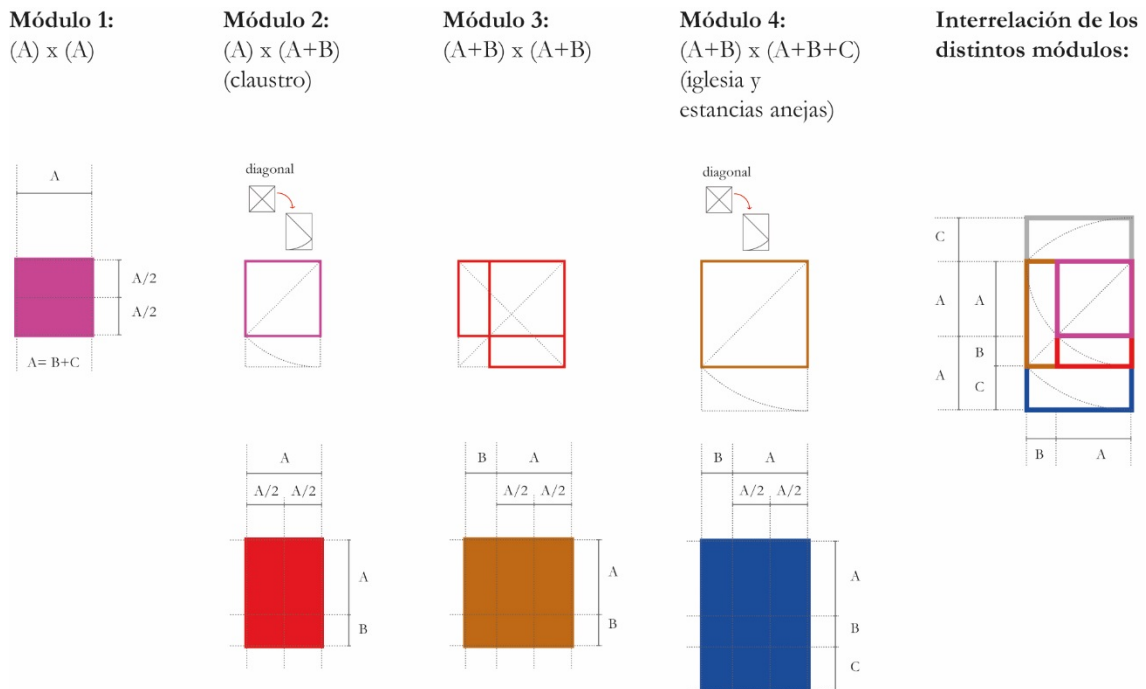 Módulo 1:
(A) x (A)
Módulo 2:
(A) x (A+B)
(claustro)
Módulo 3:
(A+B) x (A+B)
Módulo 4:
(A+B) x (A+B+C)
(iglesia y
estancias anejas)
Interrelación de los
distintos módulos:
A
A/2
A/2
A= B+C
diagonal
A
A/2 A/2
A
B
B A
A/2 A/2
A
B
diagonal
B A
A/2 A/2
A
B
C
C
A A
B
A
C
B A